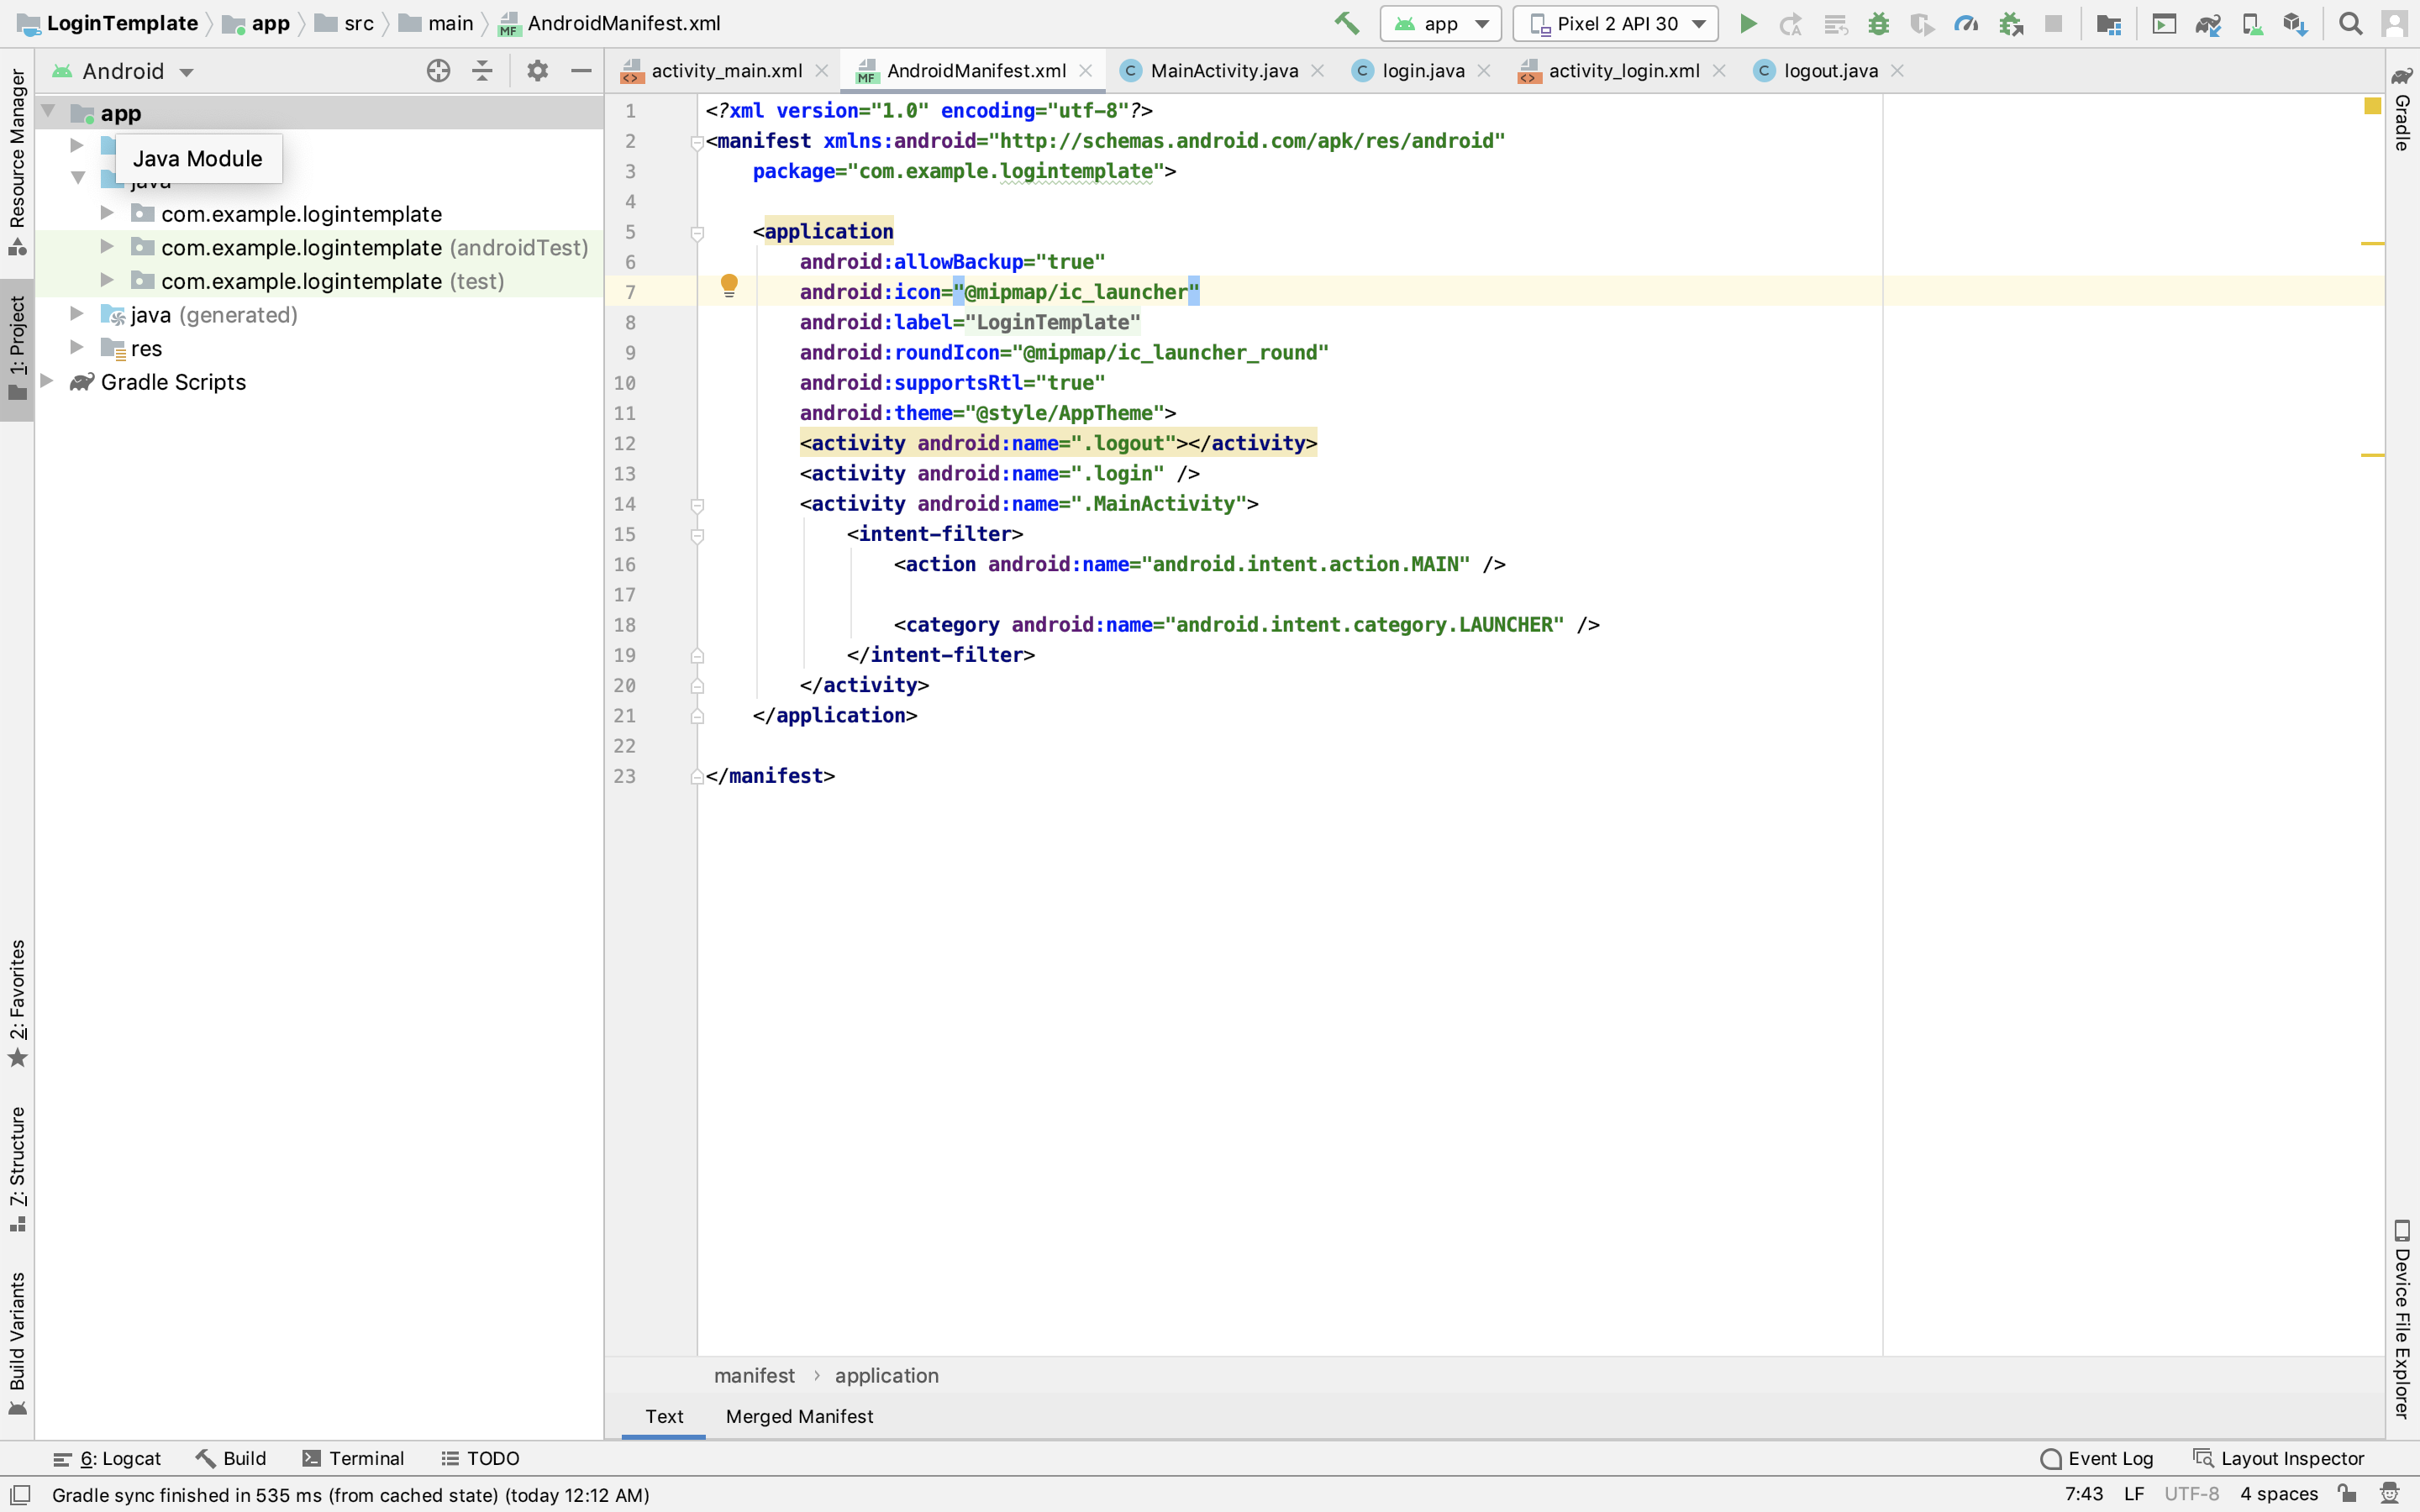 LoginTemplate app src main AndroidManifest.xml app Pixel 2 API 30
Android
activity_main.xml AndroidManifest.xml MainActivity.java login.java activity_login.xml logout.java
Resource Manager
1: Project
2: Favorites
7: Structure
Build Variants
app
Java Module
java
com.example.logintemplate
com.example.logintemplate (androidTest)
com.example.logintemplate (test)
java (generated)
res
Gradle Scripts
1 <?xml version="1.0" encoding="utf-8"?>
2 <manifest xmlns:android="http://schemas.android.com/apk/res/android"
3 package="com.example.logintemplate">
4
5 <application
6 android:allowBackup="true"
7 android:icon="@mipmap/ic_launcher"
8 android:label="LoginTemplate"
9 android:roundIcon="@mipmap/ic_launcher_round"
10 android:supportsRtl="true"
11 android:theme="@style/AppTheme">
12 <activity android:name=".logout"></activity>
13 <activity android:name=".login" />
14 <activity android:name=".MainActivity">
15 <intent-filter>
16 <action android:name="android.intent.action.MAIN" />
17
18 <category android:name="android.intent.category.LAUNCHER" />
19 </intent-filter>
20 </activity>
21 </application>
22
23 </manifest>
Gradle
Device File Explorer
manifest › application
Text Merged Manifest
6: Logcat Build Terminal TODO Event Log Layout Inspector
Gradle sync finished in 535 ms (from cached state) (today 12:12 AM) 7:43 LF UTF-8 4 spaces